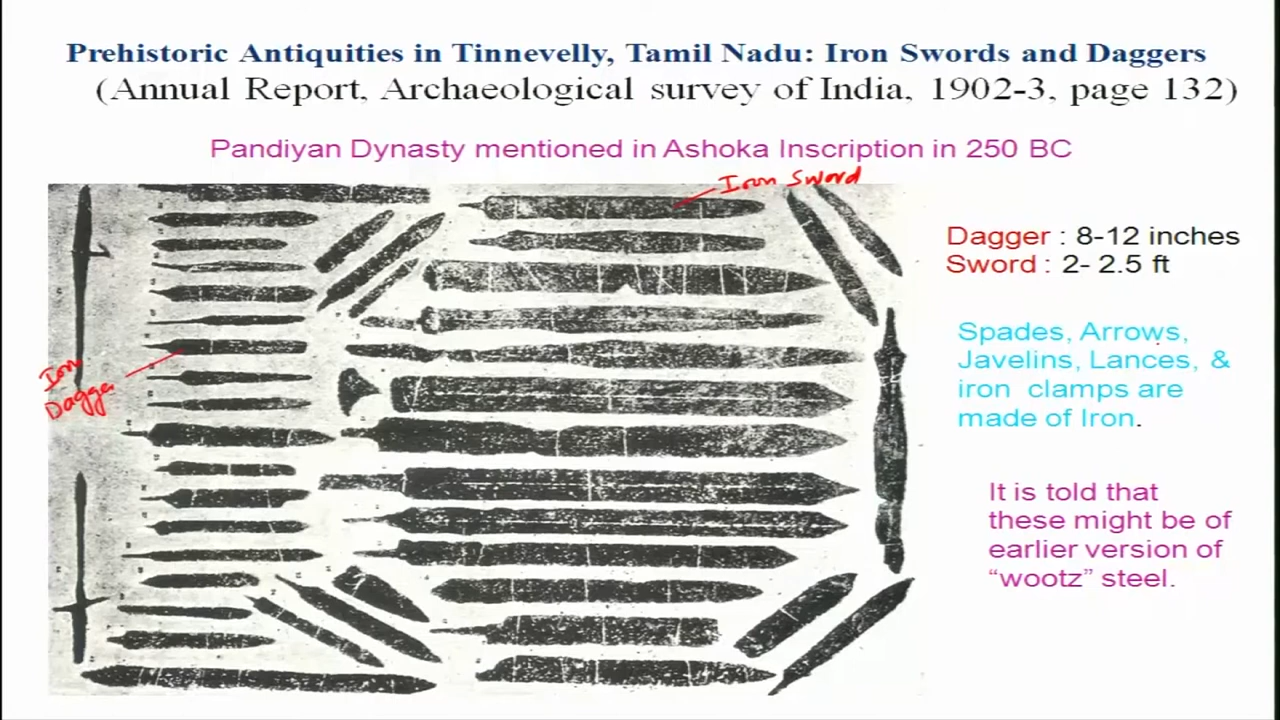 Prehistoric Antiquities in Tinnevelly, Tamil Nadu: Iron Swords and Daggers
(Annual Report, Archaeological survey of India, 1902-3, page 132)
Pandiyan Dynasty mentioned in Ashoka Inscription in 250 BC
Iron Sword
Dagger : 8-12 inches
Sword : 2- 2.5 ft
Spades, Arrows,
Javelins, Lances, &
iron clamps are
made of Iron.
Iron
Dagger
It is told that
these might be of
earlier version of
“wootz” steel.